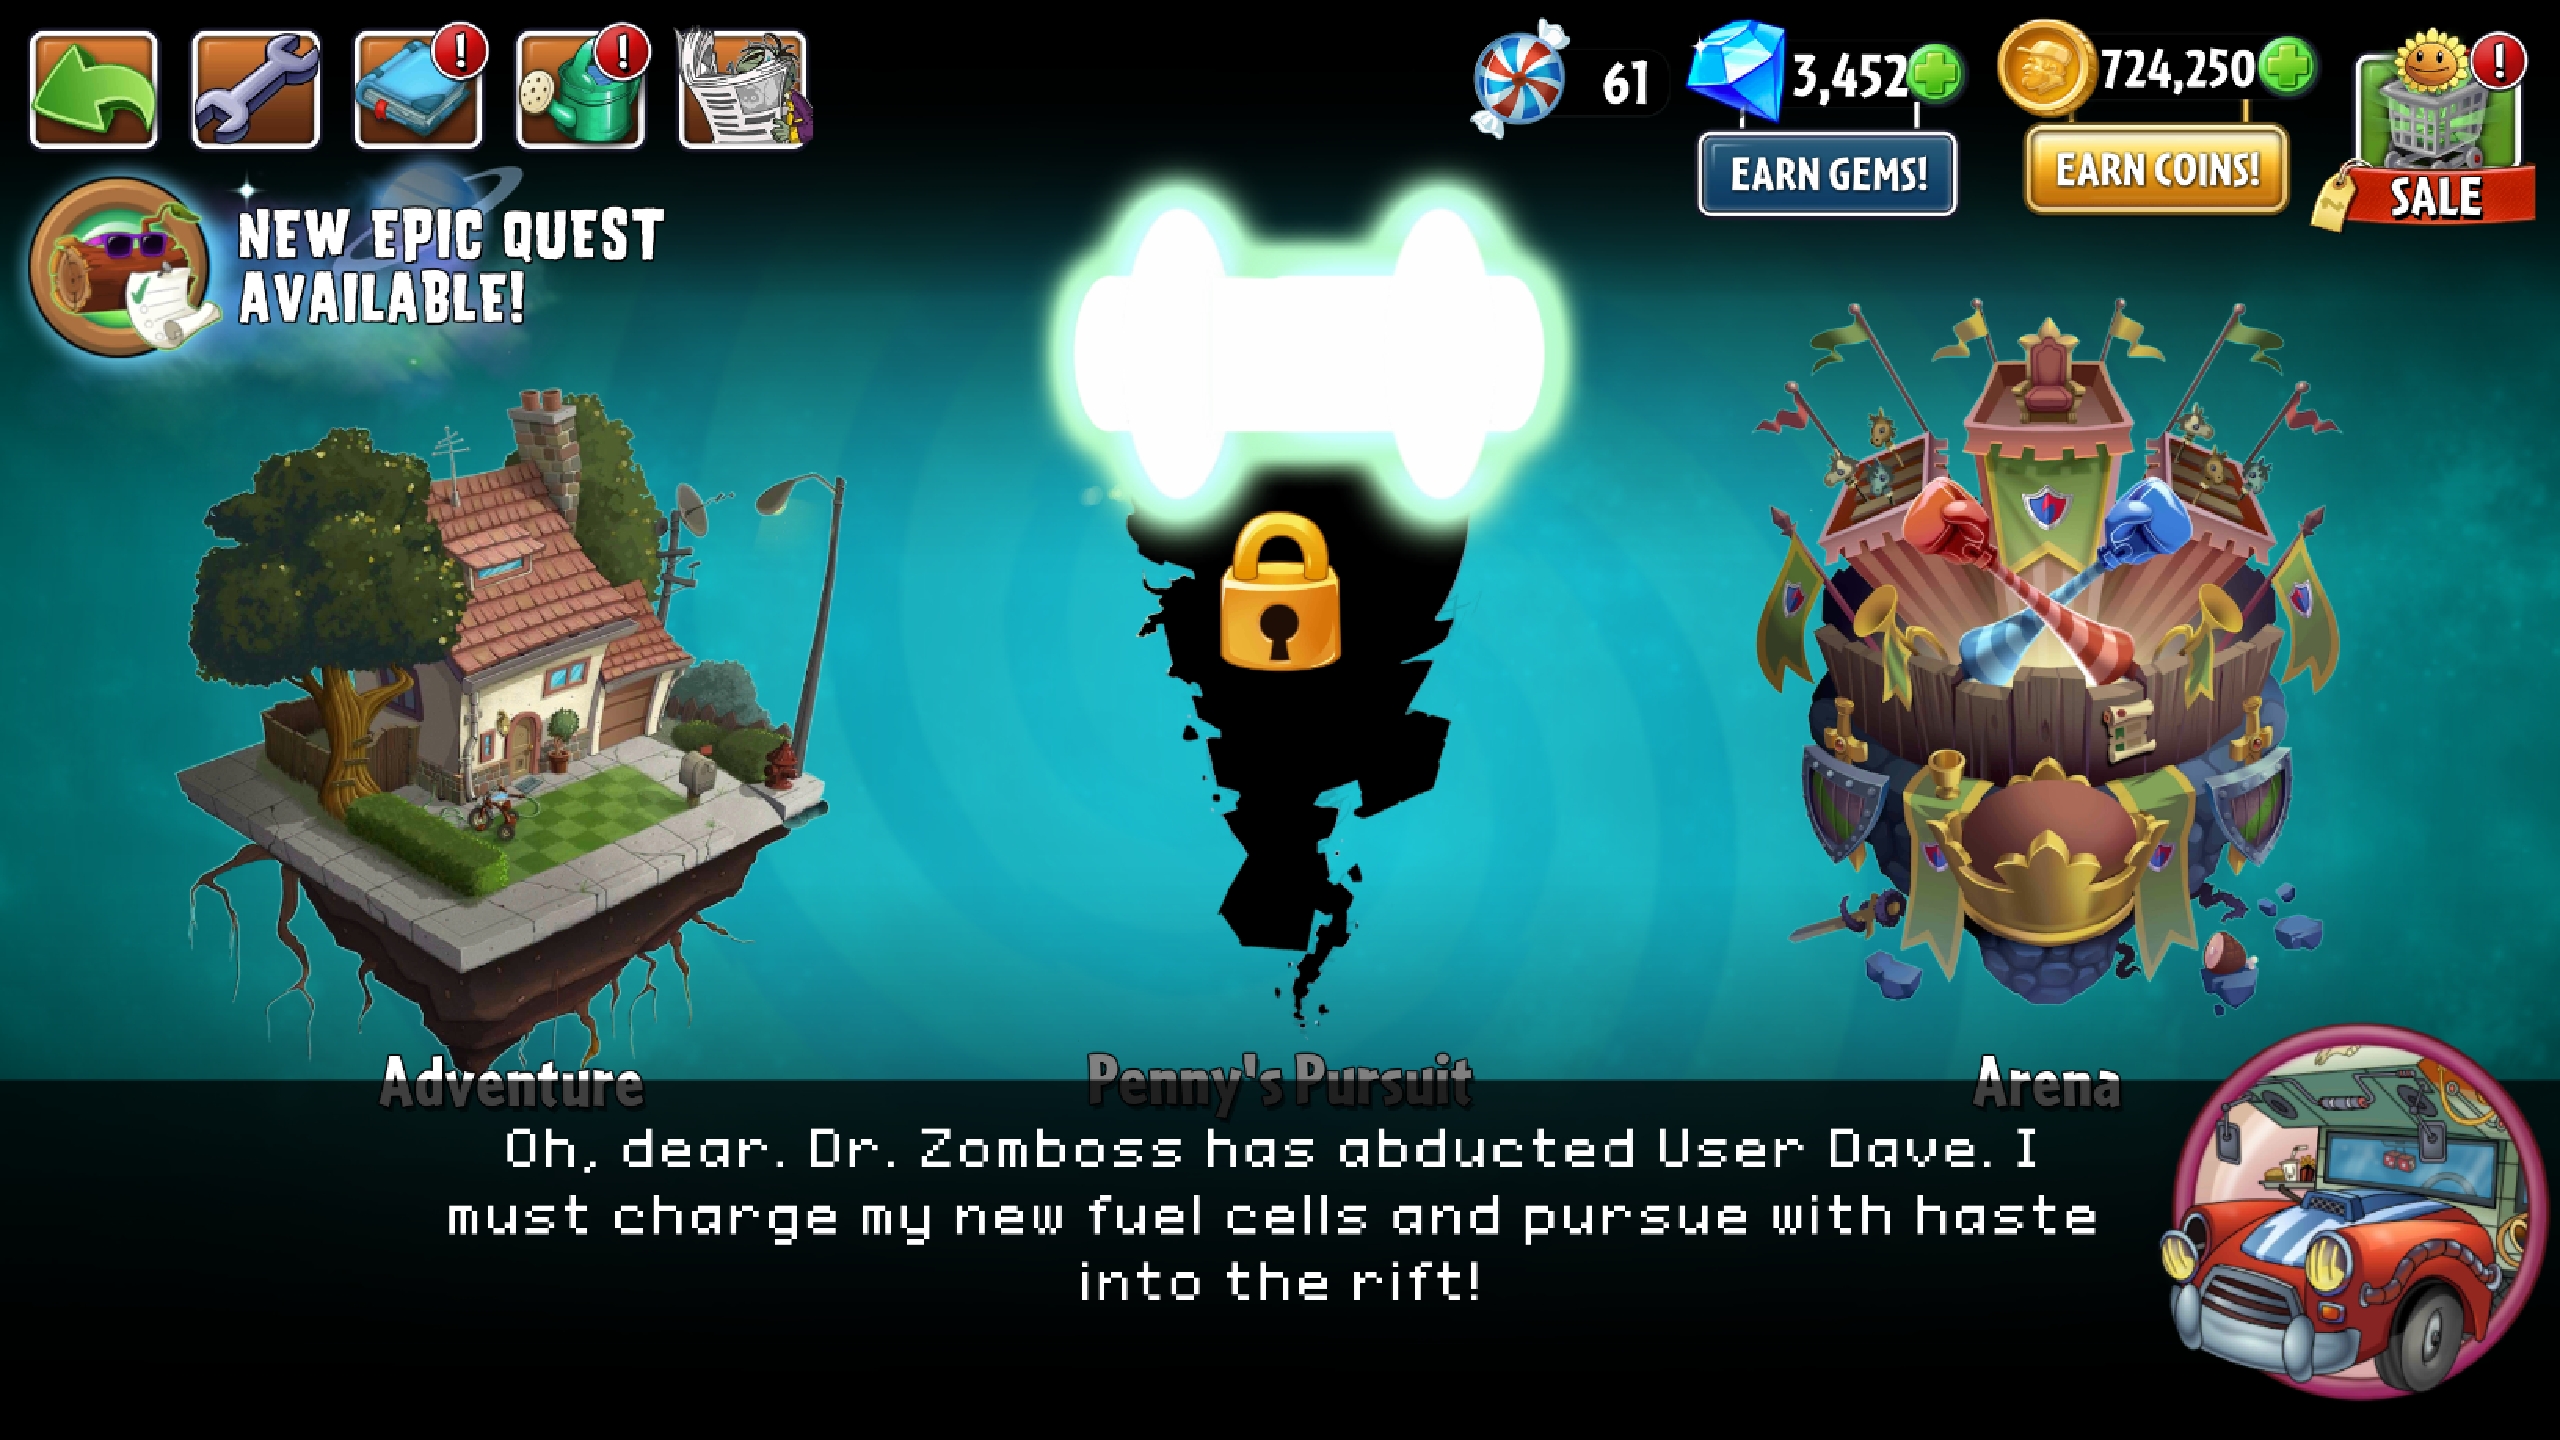 61
3,452
724,250
EARN GEMS!
EARN COINS!
SALE
NEW EPIC QUEST
AVAILABLE!
Adventure
Penny's Pursuit
Arena
Oh, dear. Dr. Zomboss has abducted User Dave. I
must charge my new fuel cells and pursue with haste
into the rift!